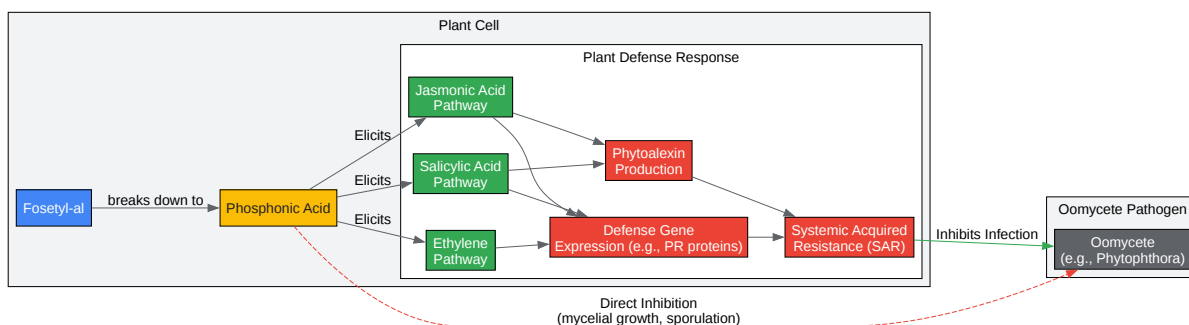 Plant Cell
Plant Defense Response
Jasmonic Acid
Pathway
Elicits
Phytoalexin
Production
Salicylic Acid
Pathway
Elicits
Fosetyl-al
breaks down to
Phosphonic Acid
Elicits
Ethylene
Pathway
Defense Gene
Expression (e.g., PR proteins)
Systemic Acquired
Resistance (SAR)
Inhibits Infection
Oomycete Pathogen
Oomycete
(e.g., Phytophthora)
Direct Inhibition
(mycelial growth, sporulation)